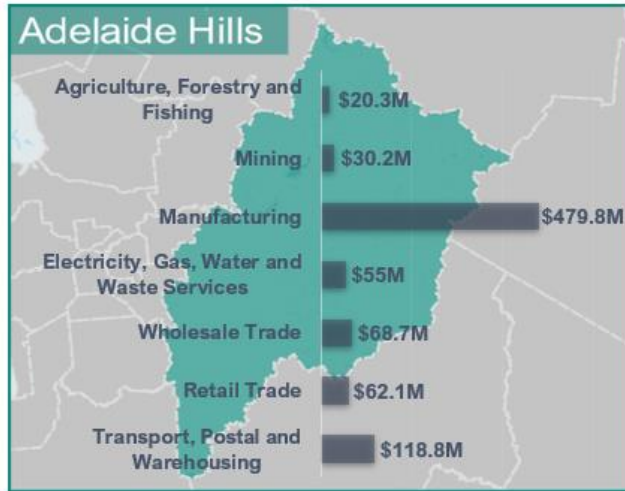 Adelaide Hills
Agriculture, Forestry and
Fishing
$20.3M
Mining
$30.2M
Manufacturing
$479.8M
Electricity, Gas, Water and
Waste Services
$55M
Wholesale Trade
$68.7M
Retail Trade
$62.1M
Transport, Postal and
Warehousing
$118.8M